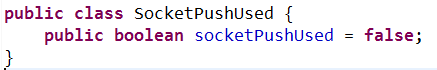 public class SocketPushUsed {
    public boolean socketPushUsed = false;
}